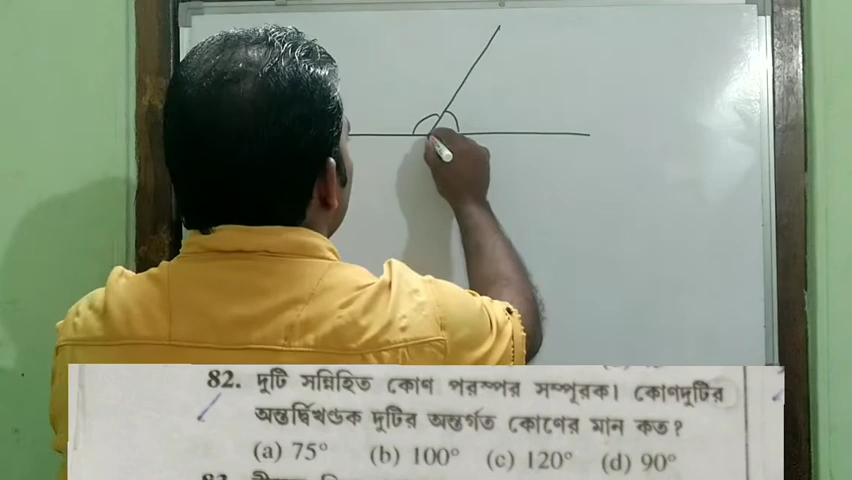 82. দুটি সন্নিহিত কোণ পরস্পর সম্পূরক। কোণদুটির
অন্তর্দ্বিখণ্ডক দুটির অন্তর্গত কোণের মান কত?
(a) 75° (b) 100° (c) 120° (d) 90°